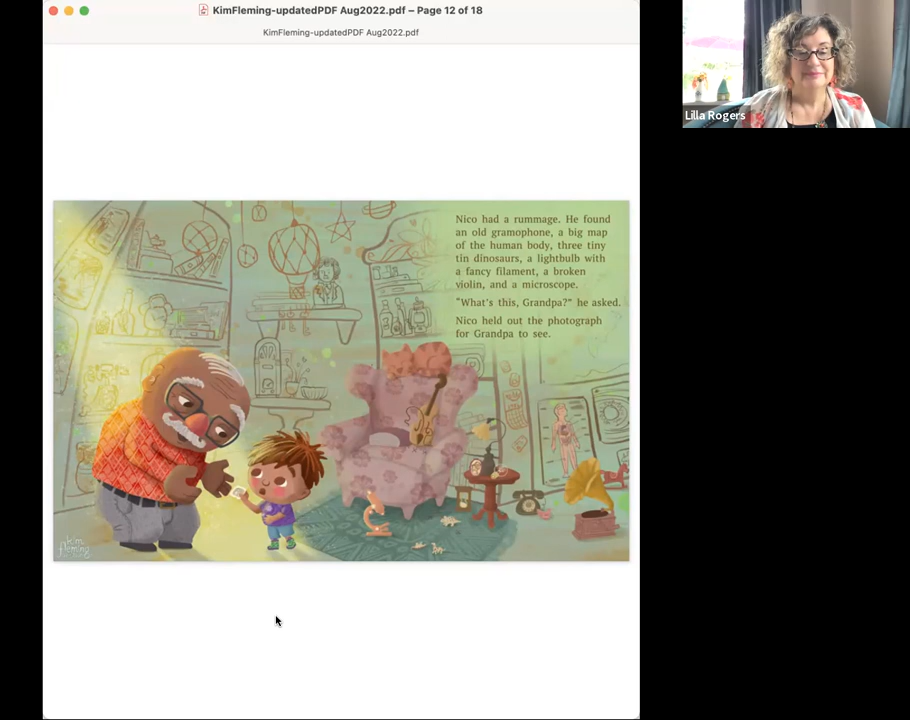 KimFleming-updatedPDF Aug2022.pdf – Page 12 of 18
KimFleming-updatedPDF Aug2022.pdf
Lilla Rogers
Nico had a rummage. He found
an old gramophone, a big map
of the human body, three tiny
tin dinosaurs, a lightbulb with
a fancy filament, a broken
violin, and a microscope.
“What's this, Grandpa?” he asked.
Nico held out the photograph
for Grandpa to see.
kim
fleming